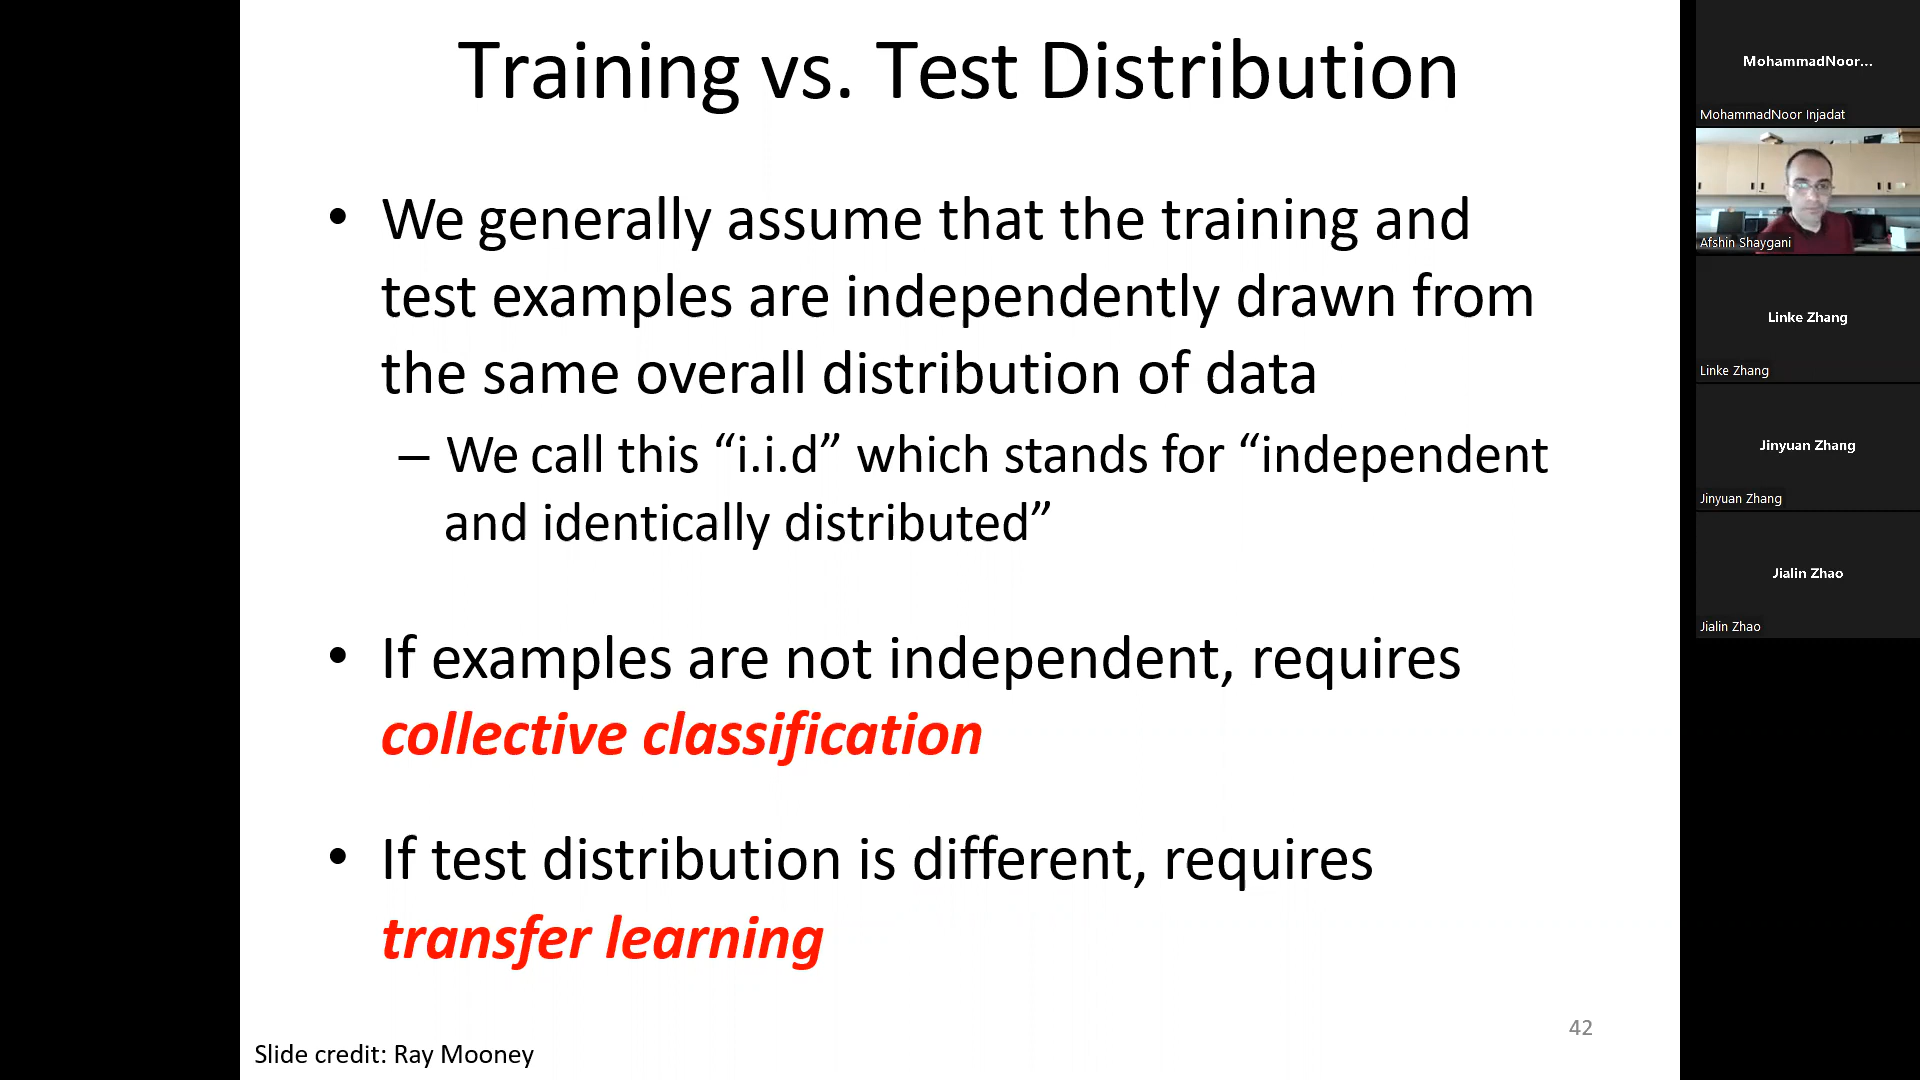 Training vs. Test Distribution
• We generally assume that the training and
test examples are independently drawn from
the same overall distribution of data
– We call this “i.i.d” which stands for “independent
and identically distributed”
• If examples are not independent, requires
collective classification
• If test distribution is different, requires
transfer learning
42
Slide credit: Ray Mooney
MohammadNoor...
MohammadNoor Injadat
Afshin Shaygani
Linke Zhang
Linke Zhang
Jinyuan Zhang
Jinyuan Zhang
Jialin Zhao
Jialin Zhao